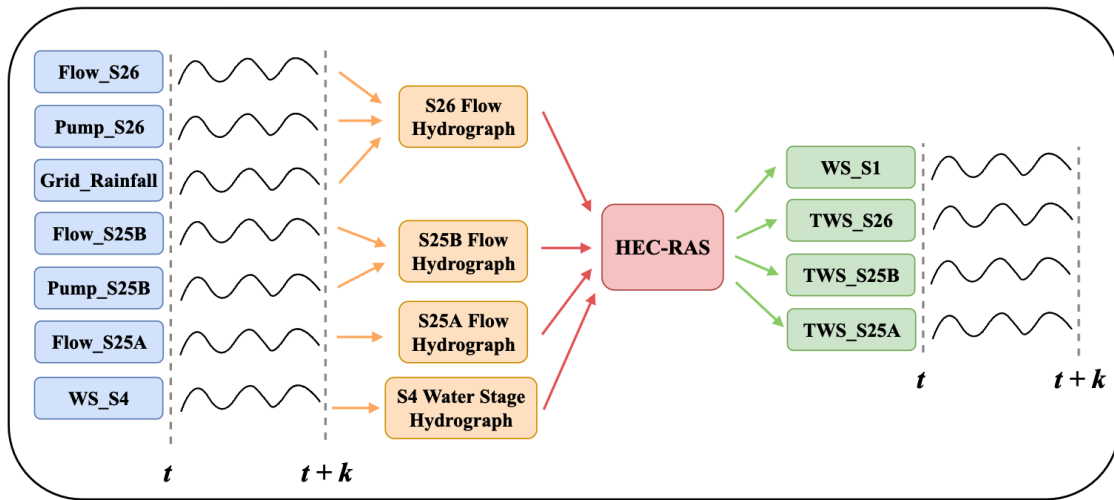 Flow_S26
Pump_S26
Grid_Rainfall
Flow_S25B
Pump_S25B
Flow_S25A
WS_S4
t
t + k
S26 Flow
Hydrograph
S25B Flow
Hydrograph
S25A Flow
Hydrograph
S4 Water Stage
Hydrograph
HEC-RAS
WS_S1
TWS_S26
TWS_S25B
TWS_S25A
t
t + k